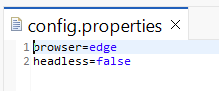 config.properties
1 browser=edge
2 headless=false